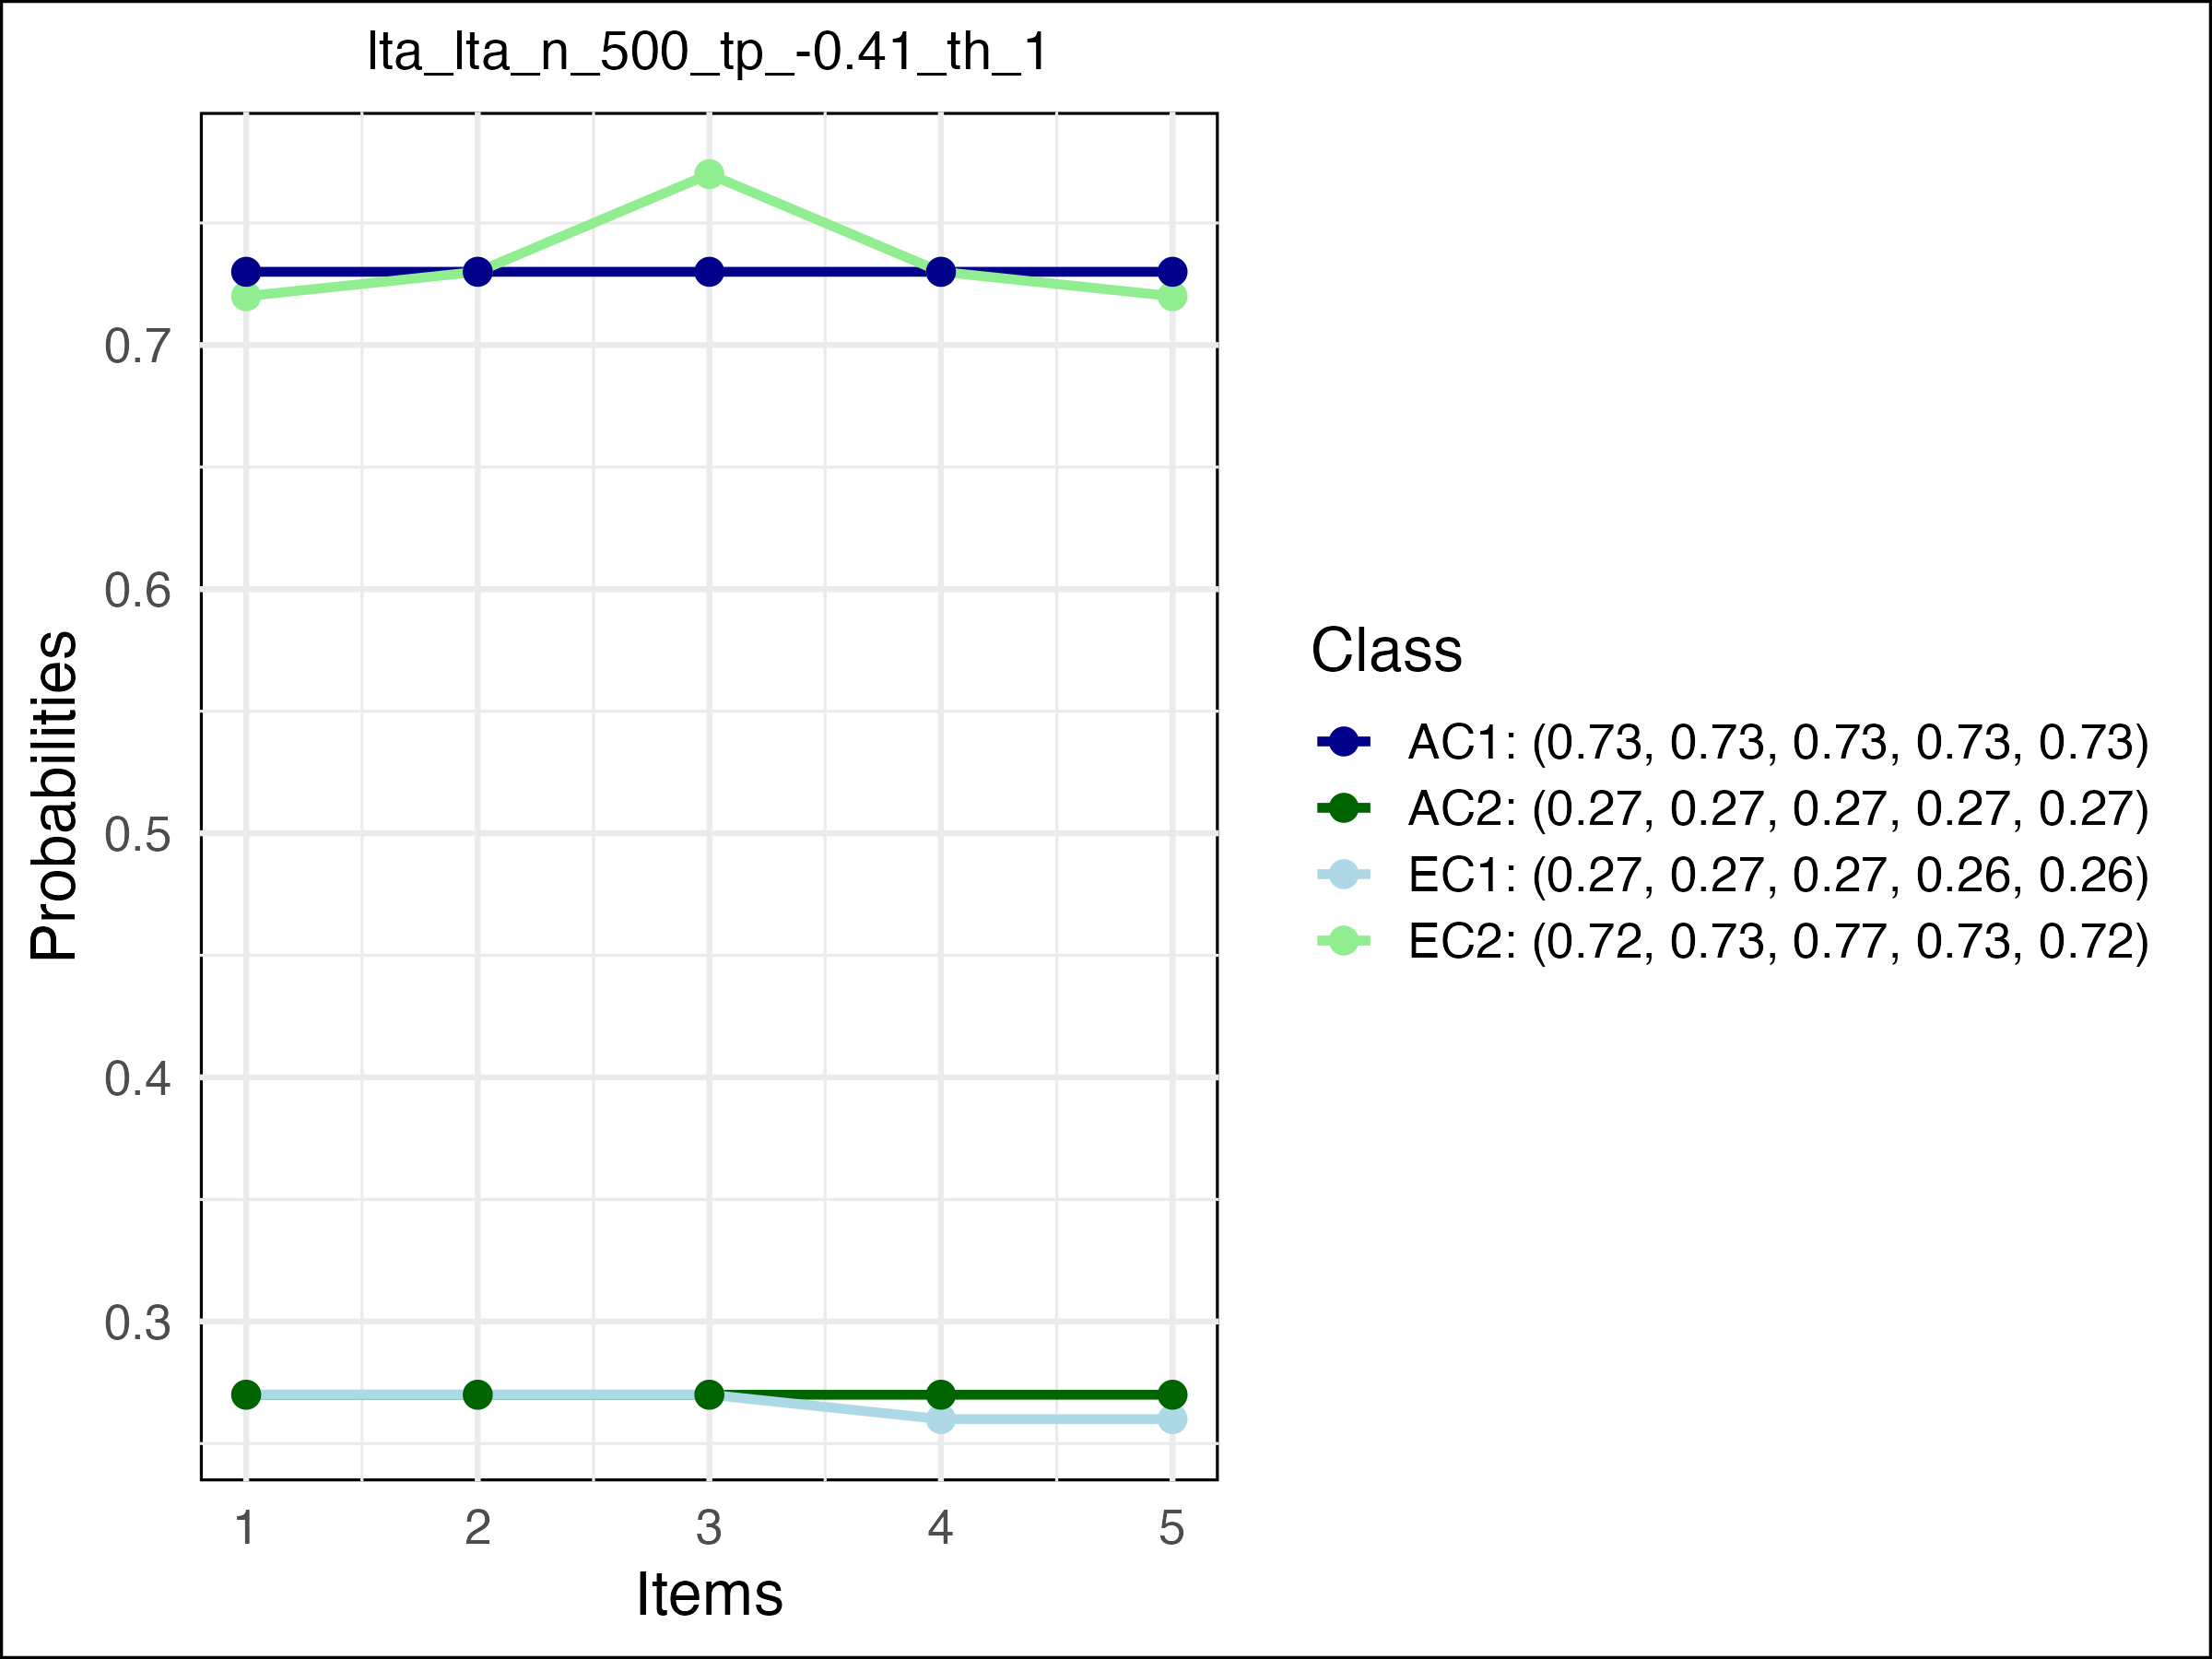 lta_lta_n_500_tp_-0.41_th_1
Probabilities
0.7
0.6
0.5
0.4
0.3
1 2 3 4 5
Items
Class
AC1: (0.73, 0.73, 0.73, 0.73, 0.73)
AC2: (0.27, 0.27, 0.27, 0.27, 0.27)
EC1: (0.27, 0.27, 0.27, 0.26, 0.26)
EC2: (0.72, 0.73, 0.77, 0.73, 0.72)